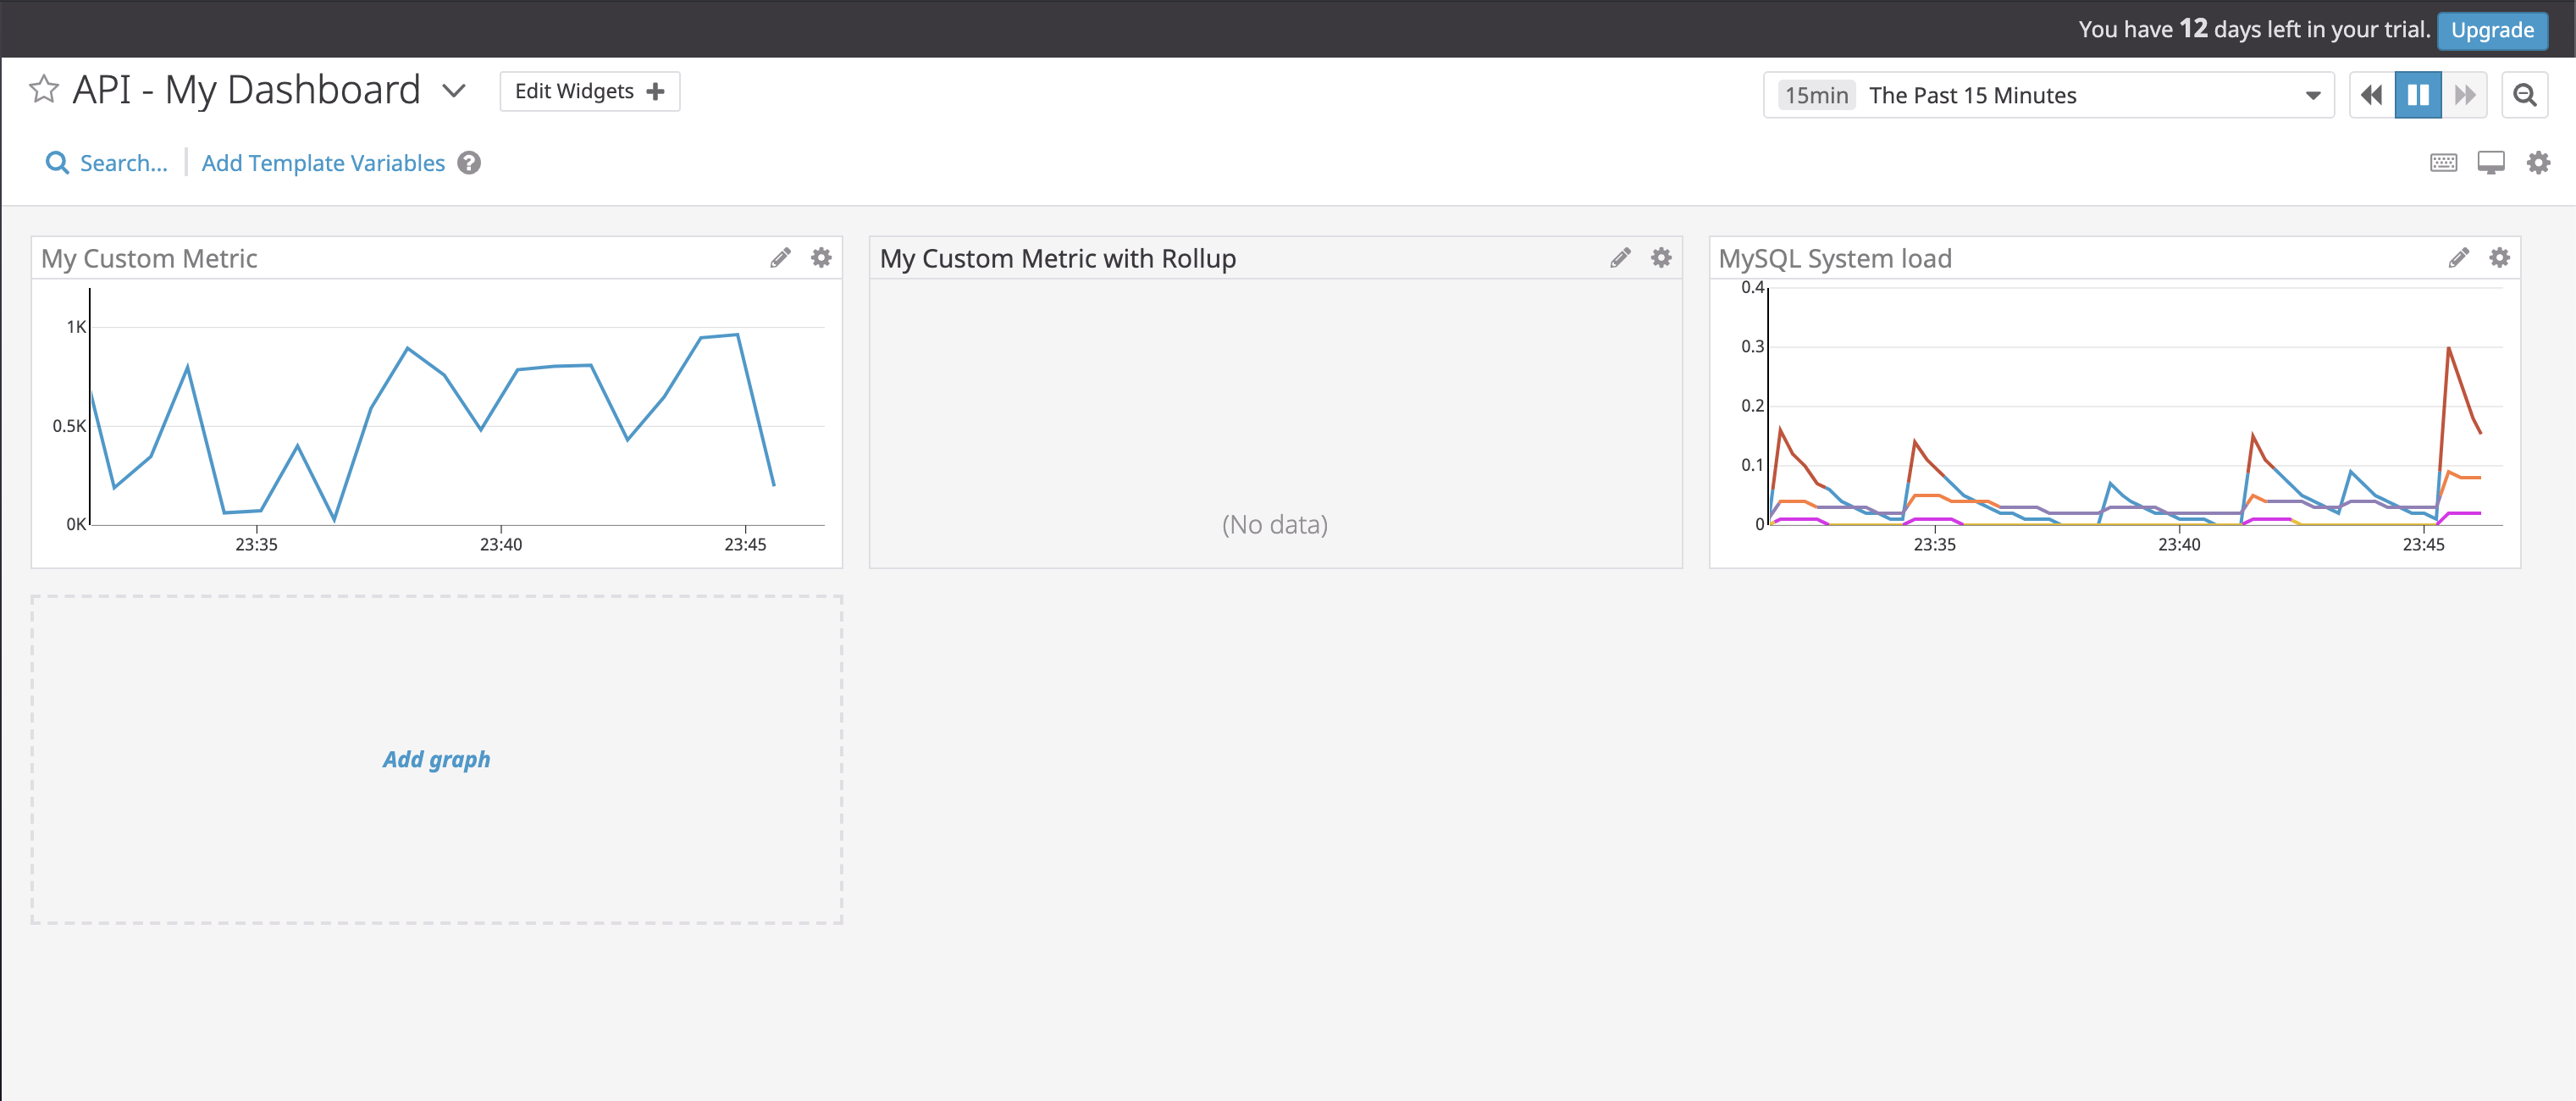 You have 12 days left in your trial. Upgrade
API - My Dashboard Edit Widgets +
15min The Past 15 Minutes
Search... Add Template Variables ?
My Custom Metric
1K
0.5K
0K
23:35 23:40 23:45
My Custom Metric with Rollup
(No data)
MySQL System load
0.4
0.3
0.2
0.1
0
23:35 23:40 23:45
Add graph